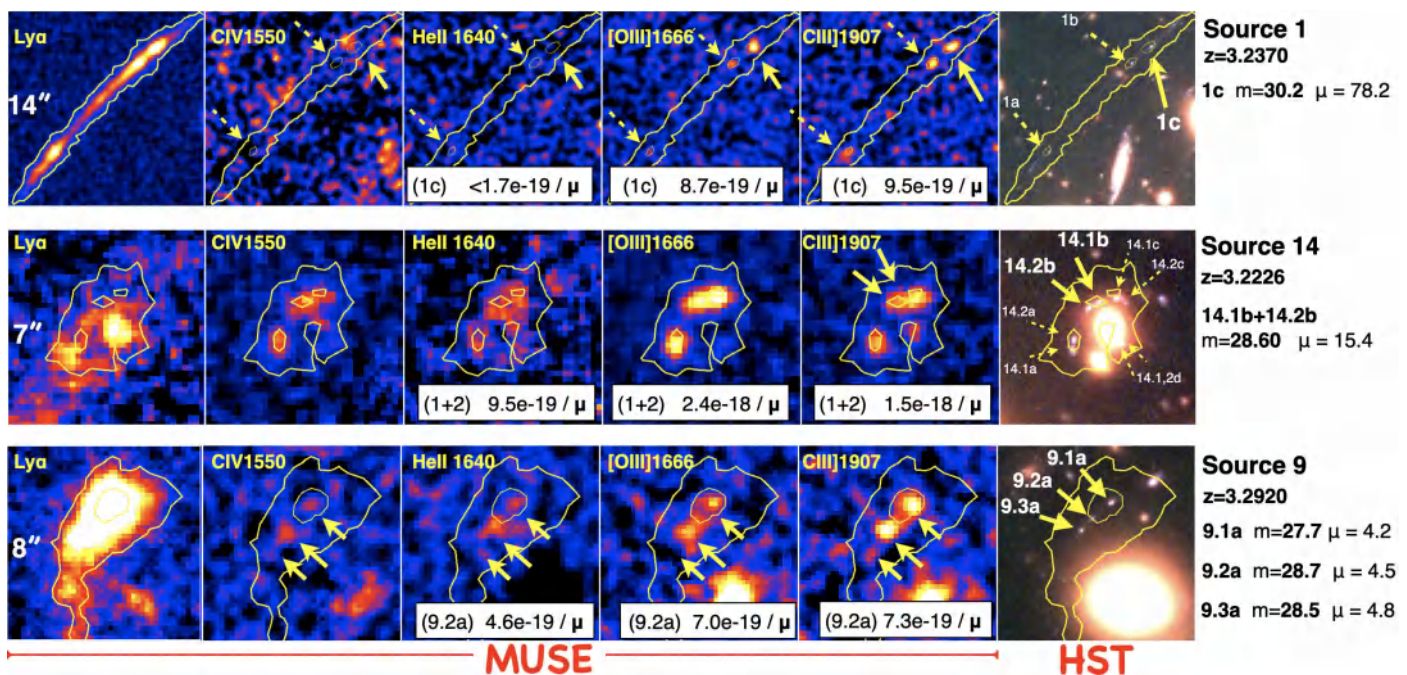 Lyα
CIV1550
HeII 1640
[OIII]1666
CIII]1907
1b
1a
1c
14"
(1c) <1.7e-19 / μ
(1c) 8.7e-19 / μ
(1c) 9.5e-19 / μ
Source 1
z=3.2370
1c m=30.2 μ = 78.2
Lyα
CIV1550
HeII 1640
[OIII]1666
CIII]1907
14.1b
14.1c
14.2b
14.2c
14.2a
14.1a
14.1,2d
7"
(1+2) 9.5e-19 / μ
(1+2) 2.4e-18 / μ
(1+2) 1.5e-18 / μ
Source 14
z=3.2226
14.1b+14.2b
m=28.60 μ = 15.4
Lyα
CIV1550
HeII 1640
[OIII]1666
CIII]1907
9.1a
9.2a
9.3a
8"
(9.2a) 4.6e-19 / μ
(9.2a) 7.0e-19 / μ
(9.2a) 7.3e-19 / μ
Source 9
z=3.2920
9.1a m=27.7 μ = 4.2
9.2a m=28.7 μ = 4.5
9.3a m=28.5 μ = 4.8
MUSE
HST